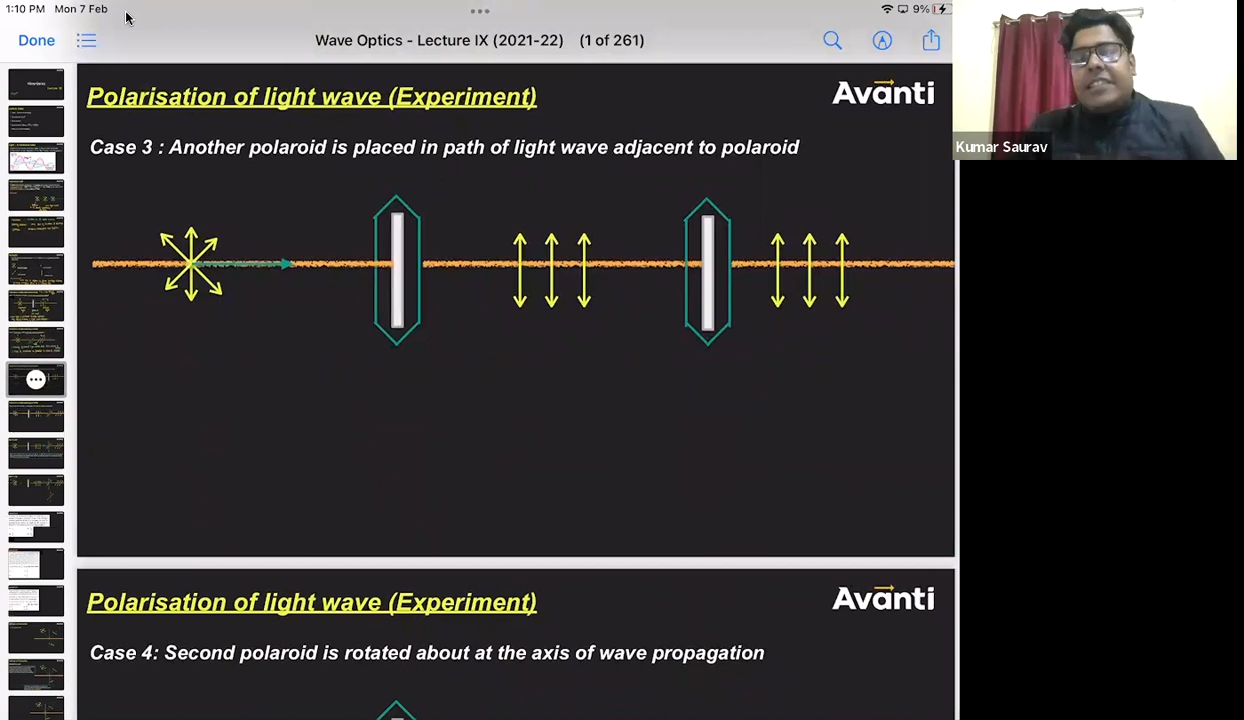 1:10 PM Mon 7 Feb
9%
Done
Wave Optics - Lecture IX (2021-22) (1 of 261)
Polarisation of light wave (Experiment)
Avanti
Case 3 : Another polaroid is placed in path of light wave adjacent to polaroid
Kumar Saurav
Polarisation of light wave (Experiment)
Avanti
Case 4: Second polaroid is rotated about at the axis of wave propagation